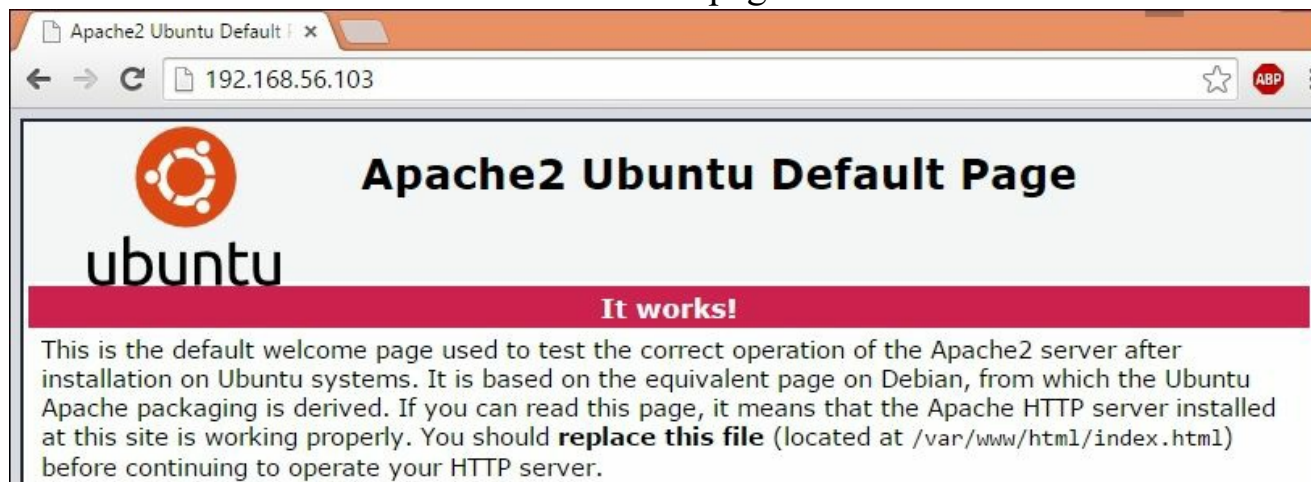 pag
Apache2 Ubuntu Default
192.168.56.103
ABP
Apache2 Ubuntu Default Page
ubuntu
It works!
This is the default welcome page used to test the correct operation of the Apache2 server after
installation on Ubuntu systems. It is based on the equivalent page on Debian, from which the Ubuntu
Apache packaging is derived. If you can read this page, it means that the Apache HTTP server installed
at this site is working properly. You should replace this file (located at /var/www/html/index.html)
before continuing to operate your HTTP server.